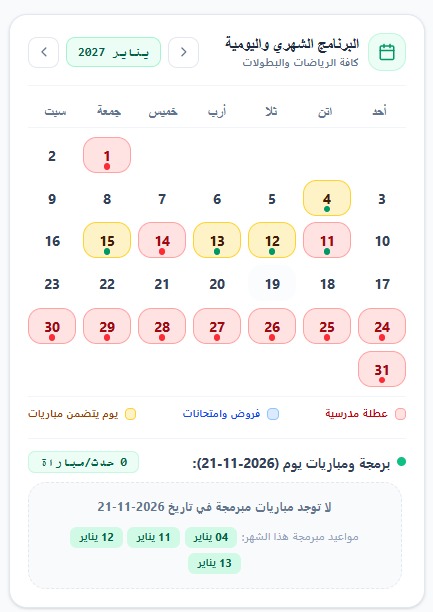 البرنامج الشهري واليومية
كافة الرياضات والبطولات
يناير 2027
أحد اثن ثلا أرب خميس جمعة سبت
1 2
3 4 5 6 7 8 9
10 11 12 13 14 15 16
17 18 19 20 21 22 23
24 25 26 27 28 29 30
31
عطلة مدرسية فروض وامتحانات يوم يتضمن مباريات
برمجة ومباريات يوم (2026-11-21): 0 حدث/مباراة
لا توجد مباريات مبرمجة في تاريخ 2026-11-21
مواعيد مبرمجة هذا الشهر: 04 يناير 11 يناير 12 يناير
13 يناير